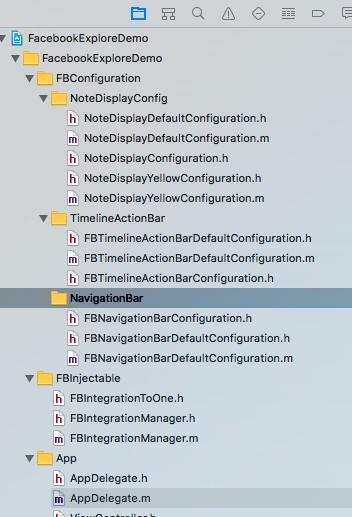 FacebookExploreDemo
FacebookExploreDemo
FBConfiguration
NoteDisplayConfig
h NoteDisplayDefaultConfiguration.h
m NoteDisplayDefaultConfiguration.m
h NoteDisplayConfiguration.h
h NoteDisplayYellowConfiguration.h
m NoteDisplayYellowConfiguration.m
TimelineActionBar
h FBTimelineActionBarDefaultConfiguration.h
m FBTimelineActionBarDefaultConfiguration.m
h FBTimelineActionBarConfiguration.h
NavigationBar
h FBNavigationBarConfiguration.h
h FBNavigationBarDefaultConfiguration.h
m FBNavigationBarDefaultConfiguration.m
FBInjectable
h FBIntegrationToOne.h
h FBIntegrationManager.h
m FBIntegrationManager.m
App
h AppDelegate.h
m AppDelegate.m
h ViewController.h